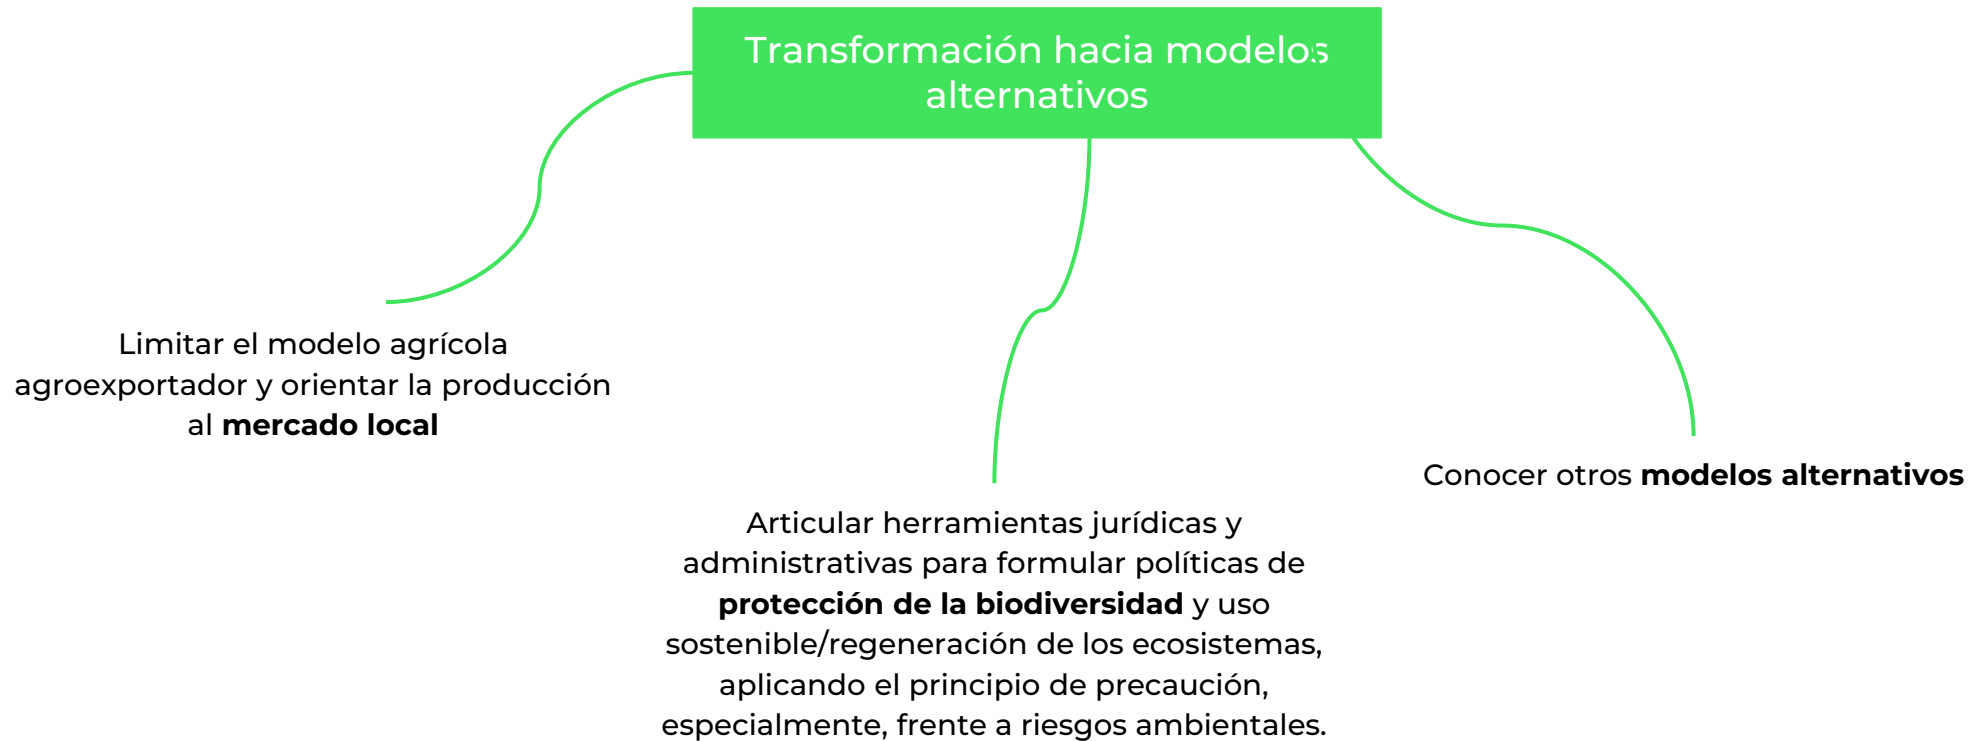 Transformación hacia modelos
alternativos
Limitar el modelo agrícola
agroexportador y orientar la producción
al mercado local
Articular herramientas jurídicas y
administrativas para formular políticas de
protección de la biodiversidad y uso
sostenible/regeneración de los ecosistemas,
aplicando el principio de precaución,
especialmente, frente a riesgos ambientales.
Conocer otros modelos alternativos